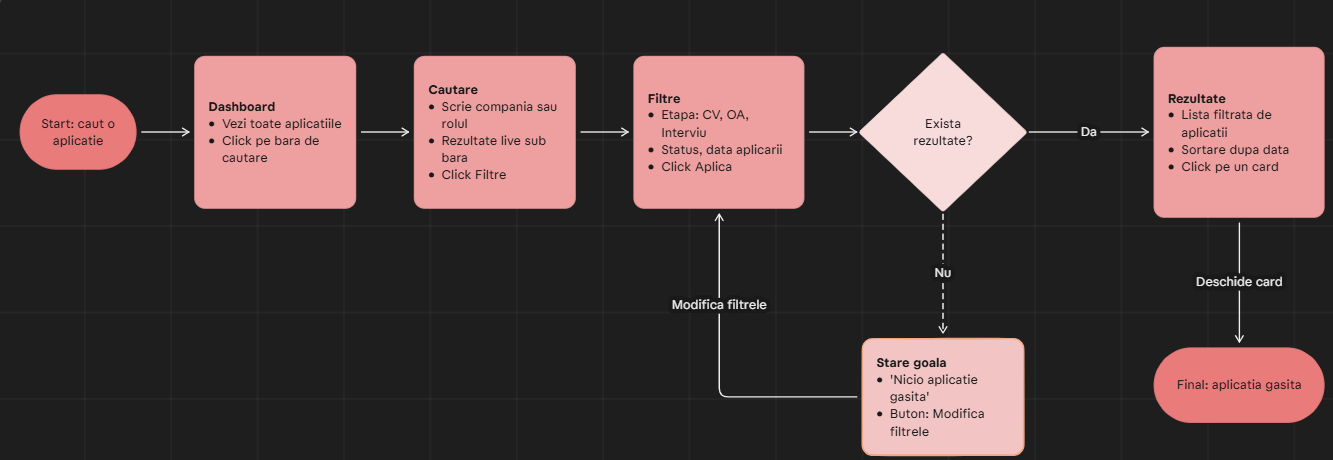 Start: caut o
aplicatie
Dashboard
• Vezi toate aplicatiile
• Click pe bara de
cautare
Cautare
• Scrie compania sau
rolul
• Rezultate live sub
bara
• Click Filtre
Filtre
• Etapa: CV, OA,
Interviu
• Status, data aplicarii
• Click Aplica
Exista
rezultate?
Da
Rezultate
• Lista filtrata de
aplicatii
• Sortare dupa data
• Click pe un card
Nu
Modifica filtrele
Deschide card
Stare goala
• 'Nicio aplicatie
gasita'
• Buton: Modifica
filtrele
Final: aplicatia gasita